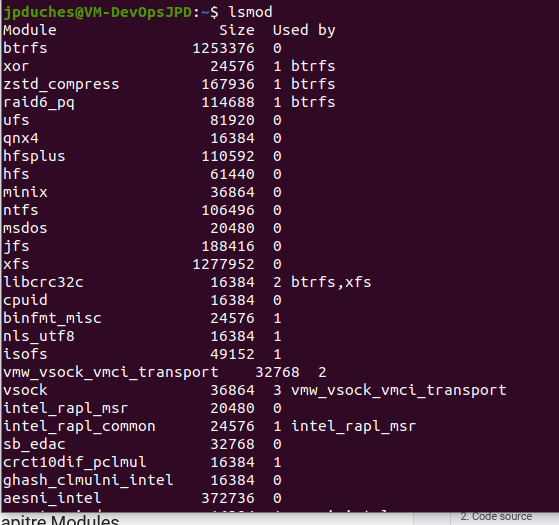 jpduches@VM-DevOpsJPD:~$ lsmod
Module                  Size  Used by
btrfs                1253376  0
xor                    24576  1 btrfs
zstd_compress         167936  1 btrfs
raid6_pq              114688  1 btrfs
ufs                    81920  0
qnx4                   16384  0
hfsplus               110592  0
hfs                    61440  0
minix                  36864  0
ntfs                  106496  0
msdos                  20480  0
jfs                   188416  0
xfs                  1277952  0
libcrc32c              16384  2 btrfs,xfs
cpuid                  16384  0
binfmt_misc            24576  1
nls_utf8               16384  1
isofs                  49152  1
vmw_vsock_vmci_transport    32768  2
vsock                  36864  3 vmw_vsock_vmci_transport
intel_rapl_msr         20480  0
intel_rapl_common      24576  1 intel_rapl_msr
sb_edac                32768  0
crct10dif_pclmul       16384  1
ghash_clmulni_intel    16384  0
aesni_intel           372736  0
apitre Modules
2. Code source